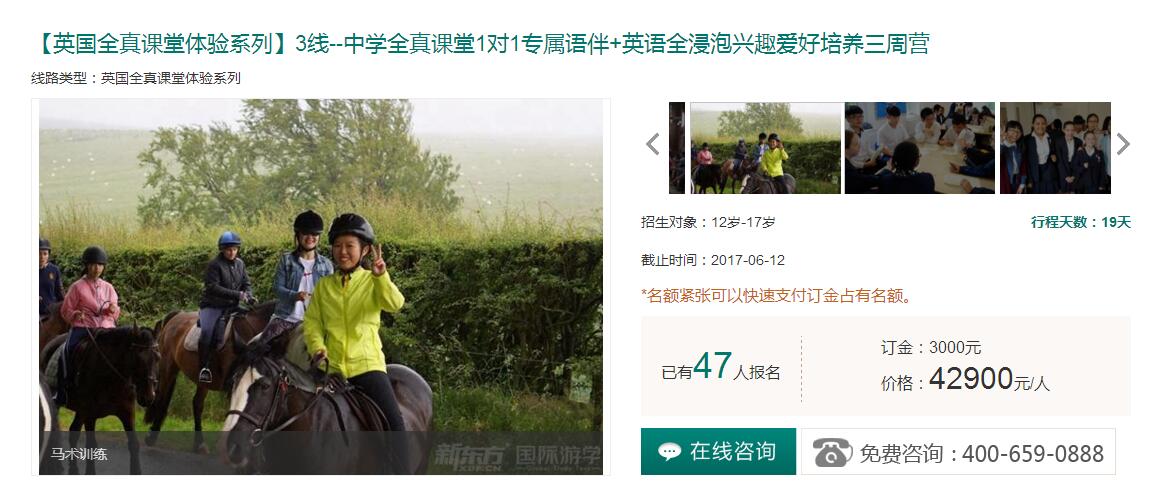 【英国全真课堂体验系列】3线--中学全真课堂1对1专属语伴+英语全浸泡兴趣爱好培养三周营
线路类型：英国全真课堂体验系列
招生对象：12岁-17岁
行程天数：19天
截止时间：2017-06-12
*名额紧张可以快速支付订金占有名额。
已有47人报名
订金：3000元
价格：42900元/人
马术训练
新东方 国际游学
XDF.CN Global Study Tour
在线咨询
免费咨询：400-659-0888